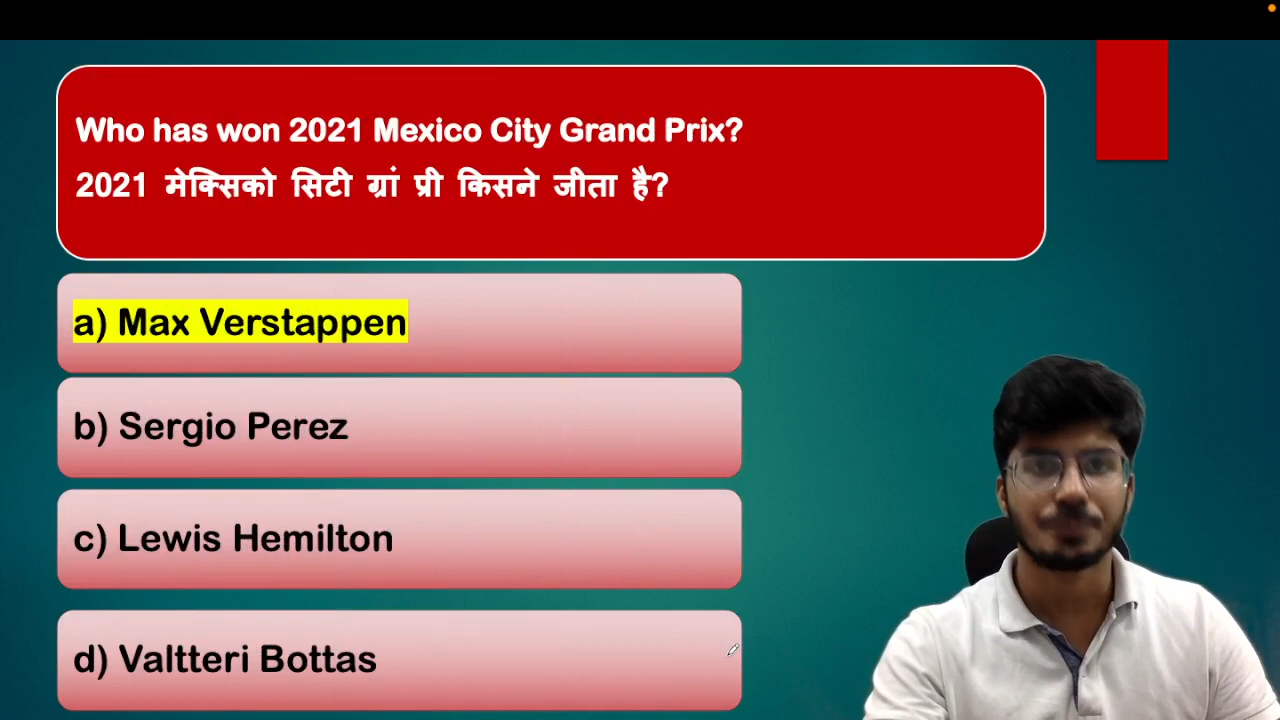 Who has won 2021 Mexico City Grand Prix?
2021 मेक्सिको सिटी ग्रां प्री किसने जीता है?
a) Max Verstappen
b) Sergio Perez
c) Lewis Hemilton
d) Valtteri Bottas